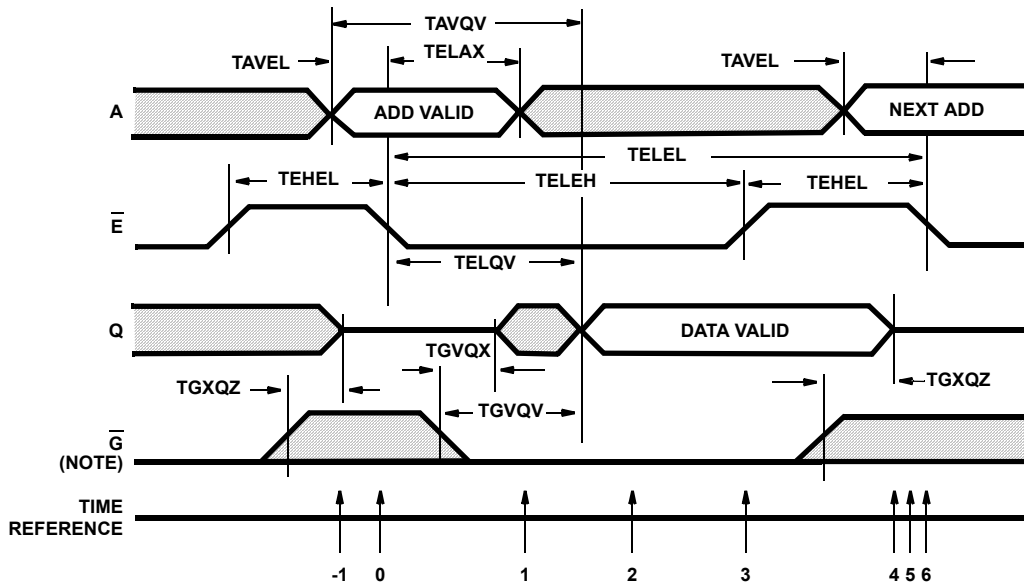 TAVQV
TAVEL
TELAX
TAVEL
A
ADD VALID
NEXT ADD
TELEL
TEHEL
TELEH
TEHEL
E
TELQV
Q
DATA VALID
TGVQX
TGXQZ
TGXQZ
TGVQV
G
(NOTE)
TIME
REFERENCE
-1 0 1 2 3 4 5 6